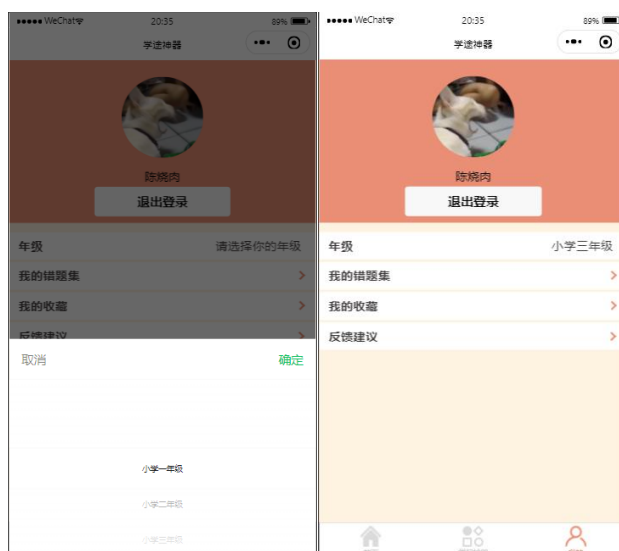 WeChat 20:35 89%
学途神器
陈烧肉
退出登录
年级 请选择你的年级
我的错题集
我的收藏
反馈建议
取消 确定
小学一年级
小学二年级
小学三年级
WeChat 20:35 89%
学途神器
陈烧肉
退出登录
年级 小学三年级
我的错题集
我的收藏
反馈建议